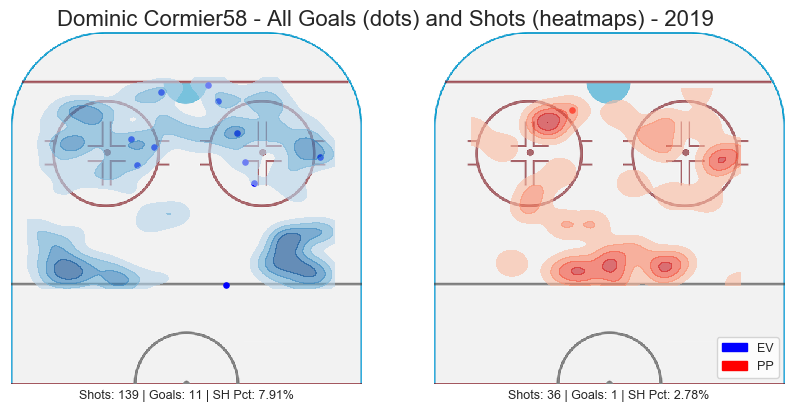 Dominic Cormier58 - All Goals (dots) and Shots (heatmaps) - 2019
EV
PP
Shots: 139 | Goals: 11 | SH Pct: 7.91%
Shots: 36 | Goals: 1 | SH Pct: 2.78%